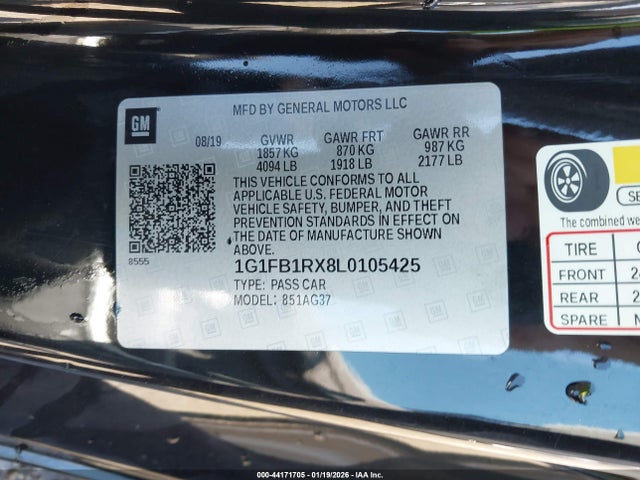 GM
MFD BY GENERAL MOTORS LLC
08/19 GVWR GAWR FRT GAWR RR
1857 KG 870 KG 987 KG
4094 LB 1918 LB 2177 LB
THIS VEHICLE CONFORMS TO ALL
APPLICABLE U.S. FEDERAL MOTOR
VEHICLE SAFETY, BUMPER, AND THEFT
PREVENTION STANDARDS IN EFFECT ON
THE DATE OF MANUFACTURE SHOWN
ABOVE.
8555
1G1FB1RX8L0105425
TYPE: PASS CAR
MODEL: 851AG37
The combined
TIRE
FRONT
REAR
SPARE
000-44171705 - 01/19/2026 - IAA Inc.